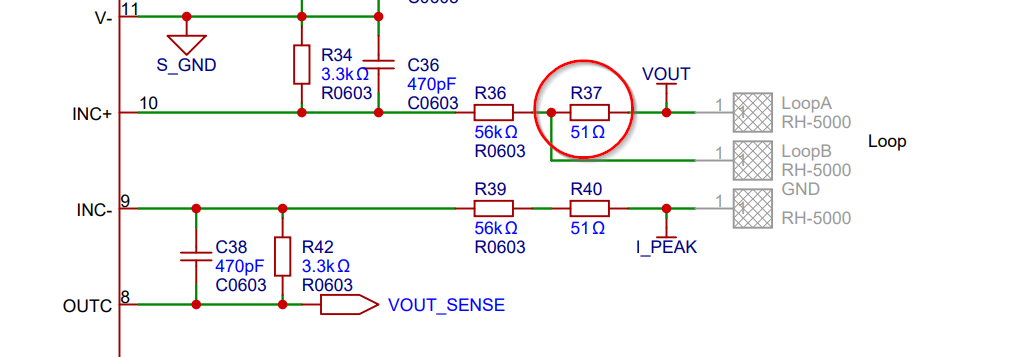 V-
11
S_GND
R34
3.3kΩ
R0603
C36
470pF
C0603
INC+
10
R36
56kΩ
R0603
R37
51Ω
VOUT
1
1
LoopA
RH-5000
1
LoopB
RH-5000
Loop
GND
1
1
RH-5000
INC-
9
R39
56kΩ
R0603
R40
51Ω
I_PEAK
C38
470pF
C0603
R42
3.3kΩ
R0603
OUTC
8
VOUT_SENSE